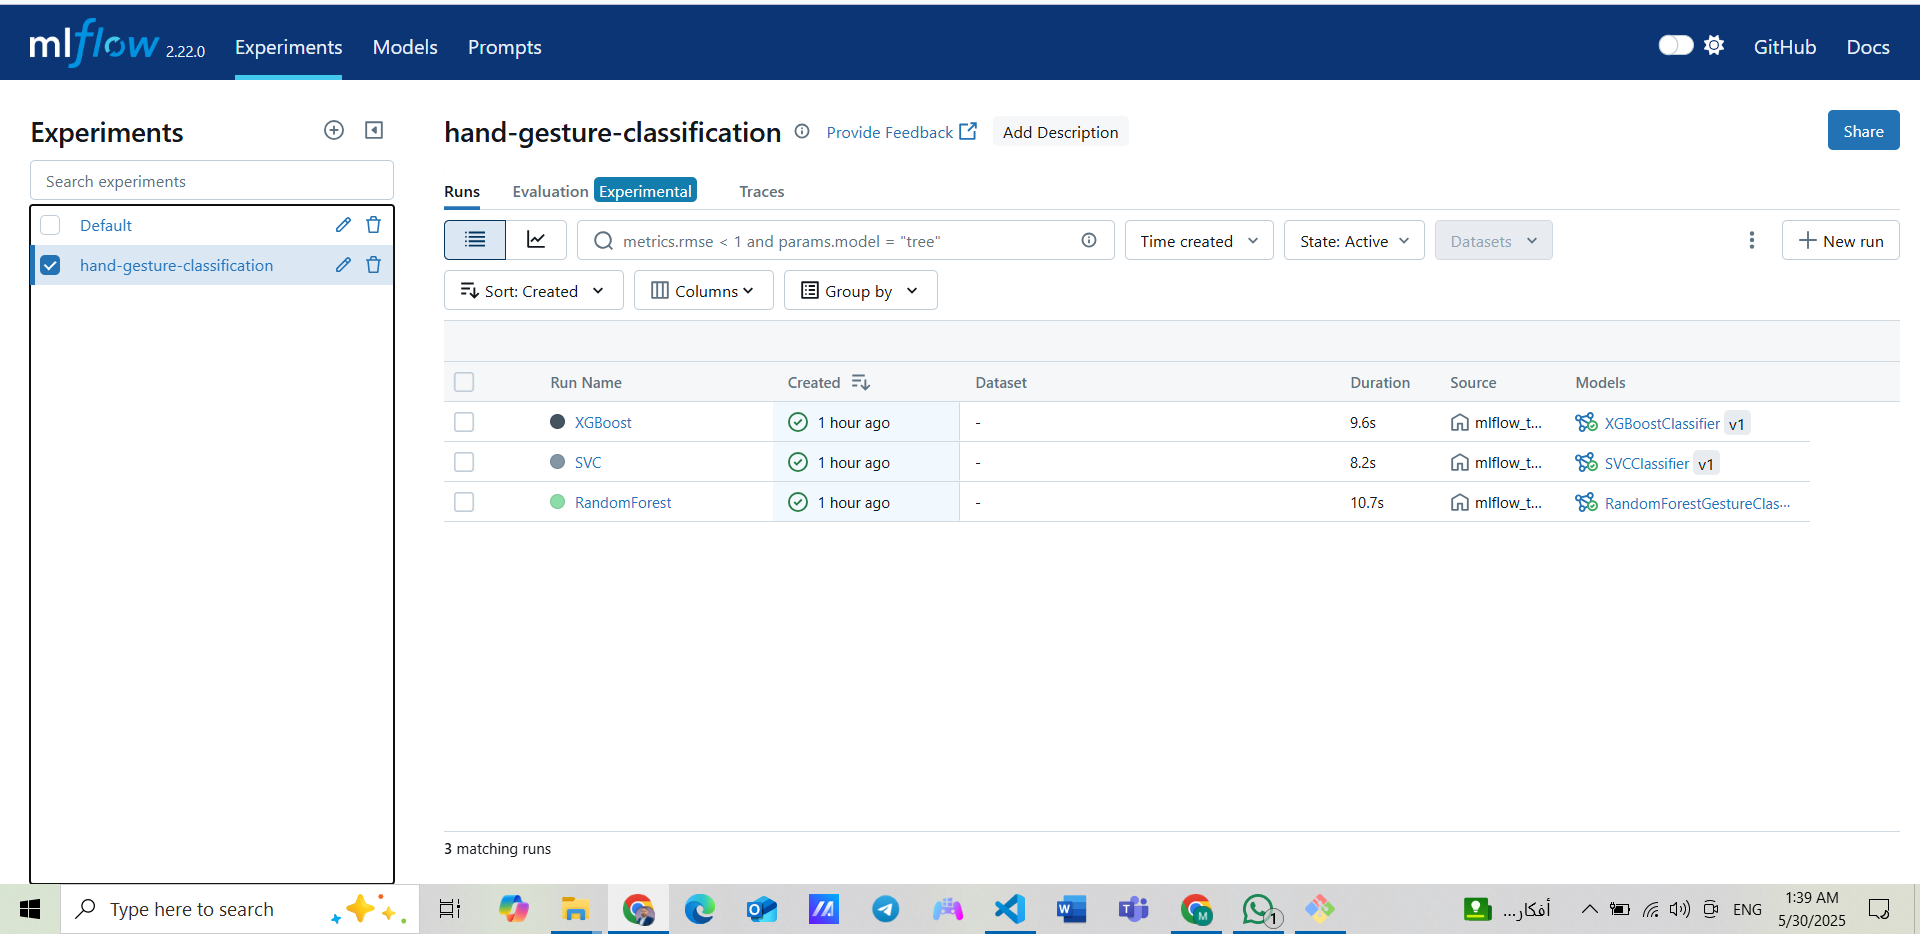 mlflow 2.22.0 Experiments Models Prompts GitHub Docs
Experiments
Search experiments
Default
hand-gesture-classification
hand-gesture-classification Provide Feedback Add Description Share
Runs Evaluation Experimental Traces
metrics.rmse < 1 and params.model = "tree" Time created State: Active Datasets New run
Sort: Created Columns Group by
Run Name Created Dataset Duration Source Models
XGBoost 1 hour ago - 9.6s mlflow_t... XGBoostClassifier v1
SVC 1 hour ago - 8.2s mlflow_t... SVCClassifier v1
RandomForest 1 hour ago - 10.7s mlflow_t... RandomForestGestureClas...
3 matching runs
Type here to search
أفكار...
ENG
1:39 AM
5/30/2025
1
M